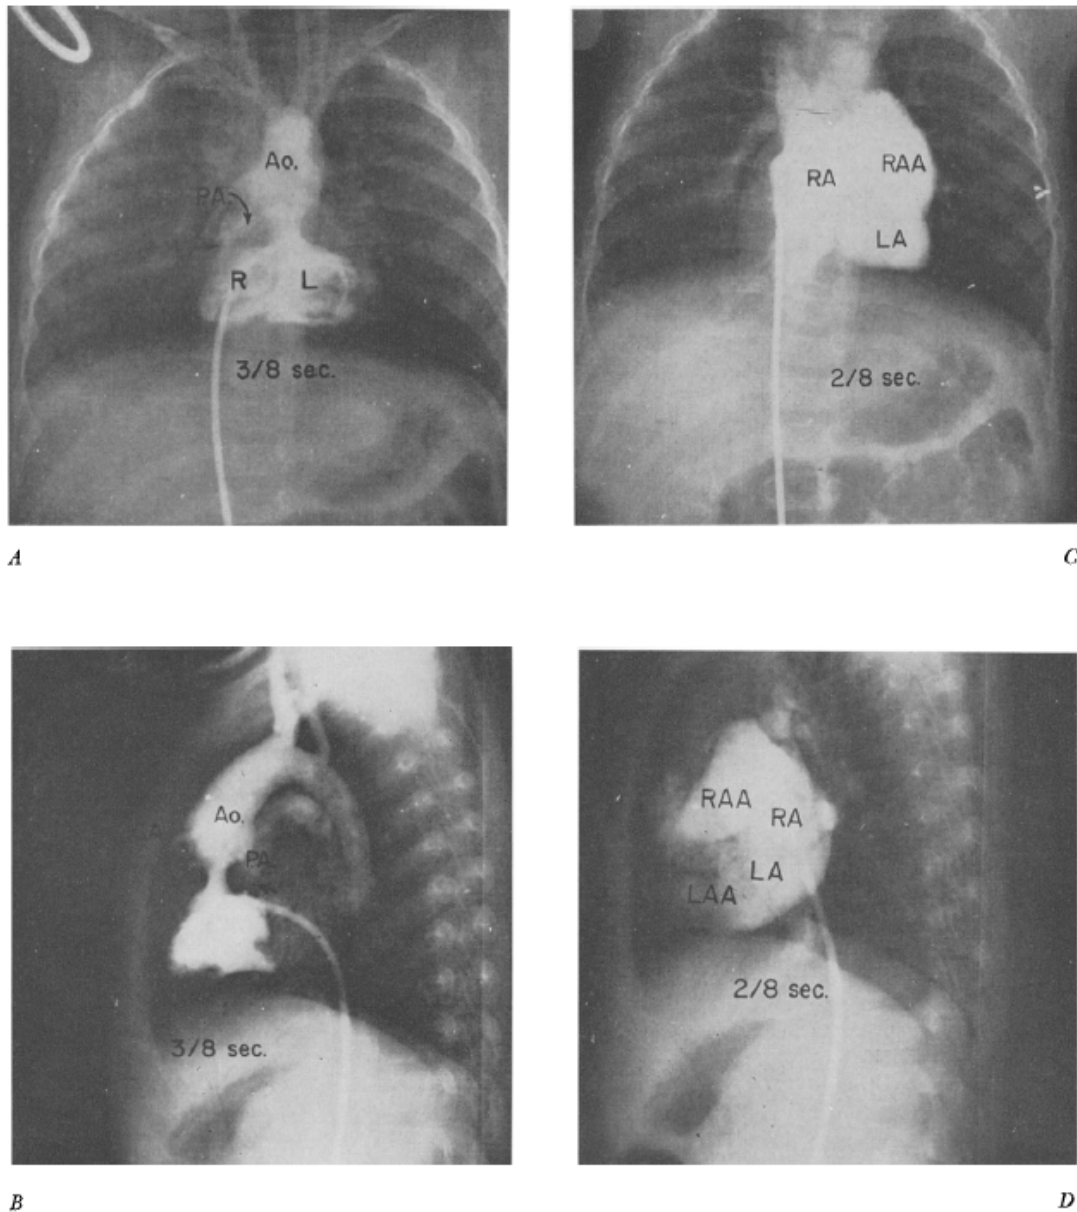 Ao.
PA
R L
3/8 sec.
A
RA RAA
LA
2/8 sec.
C
Ao.
PA
3/8 sec.
B
RAA RA
LA
LAA
2/8 sec.
D